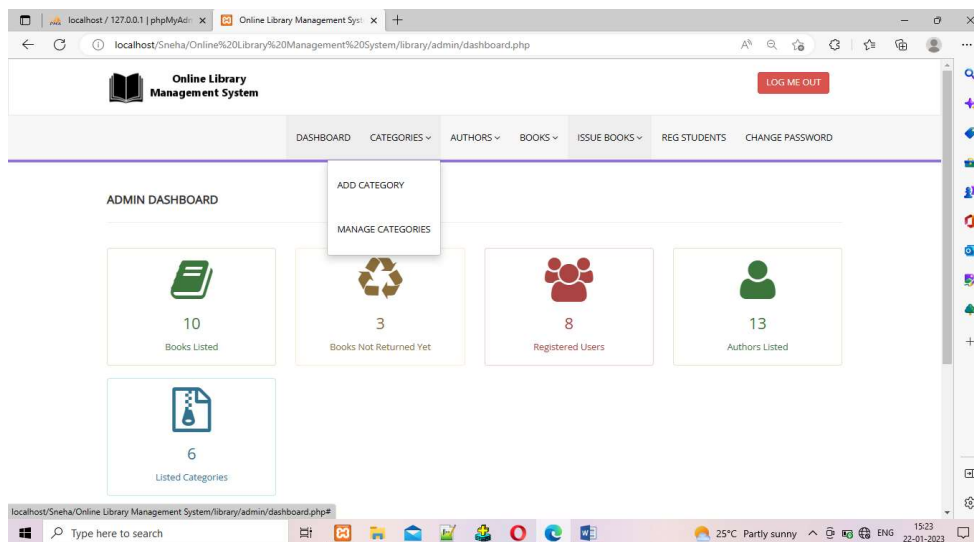 localhost / 127.0.0.1 | phpMyAdm
Online Library Management Syst
localhost/Sneha/Online%20Library%20Management%20System/library/admin/dashboard.php
Online Library
Management System
LOG ME OUT
DASHBOARD CATEGORIES AUTHORS BOOKS ISSUE BOOKS REG STUDENTS CHANGE PASSWORD
ADD CATEGORY
MANAGE CATEGORIES
ADMIN DASHBOARD
10
Books Listed
3
Books Not Returned Yet
8
Registered Users
13
Authors Listed
6
Listed Categories
localhost/Sneha/Online Library Management System/library/admin/dashboard.php#
Type here to search
25°C Partly sunny
ENG
15:23
22-01-2023